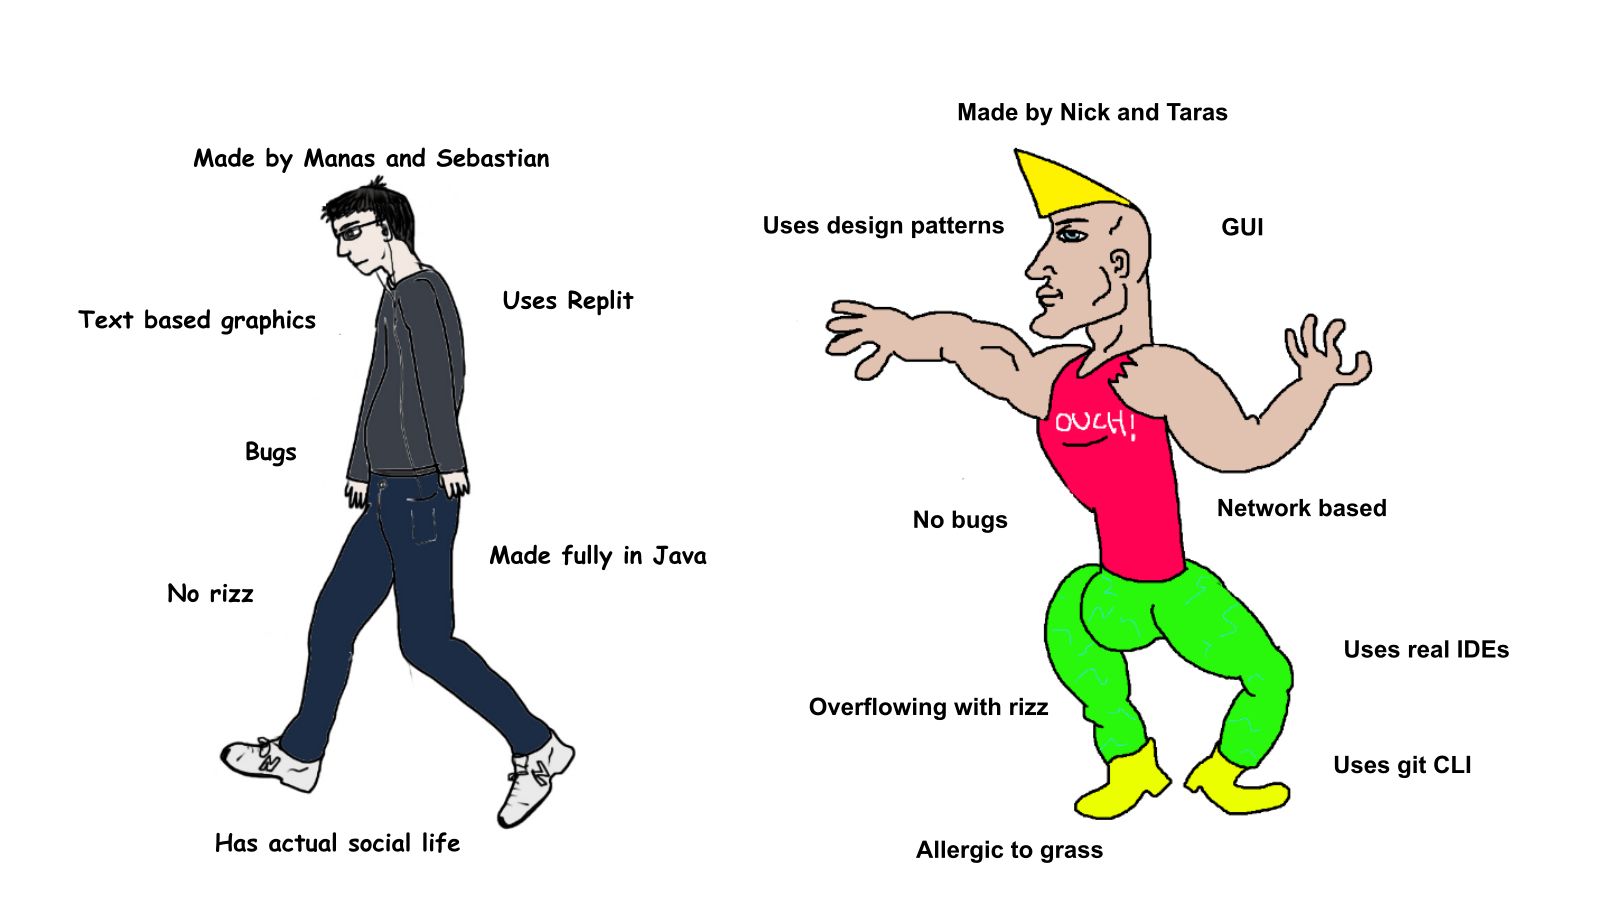 Made by Manas and Sebastian
Text based graphics
Uses Replit
Bugs
Made fully in Java
No rizz
Has actual social life
Made by Nick and Taras
Uses design patterns
GUI
OUCH!
No bugs
Network based
Uses real IDEs
Overflowing with rizz
Uses git CLI
Allergic to grass